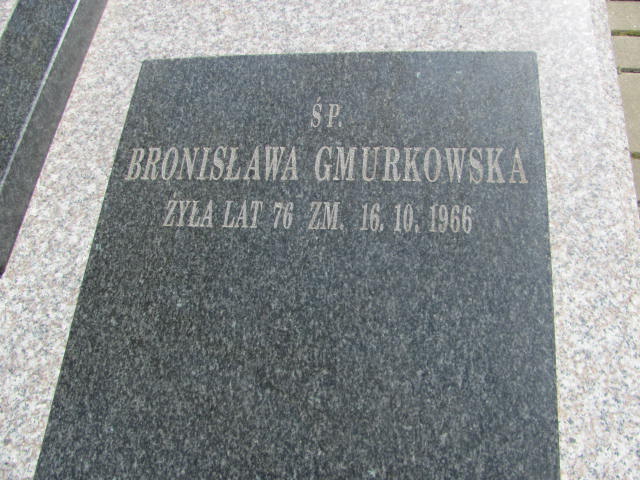 ŚP.
BRONISŁAWA GMURKOWSKA
ŻYŁA LAT 76 ZM. 16. 10. 1966